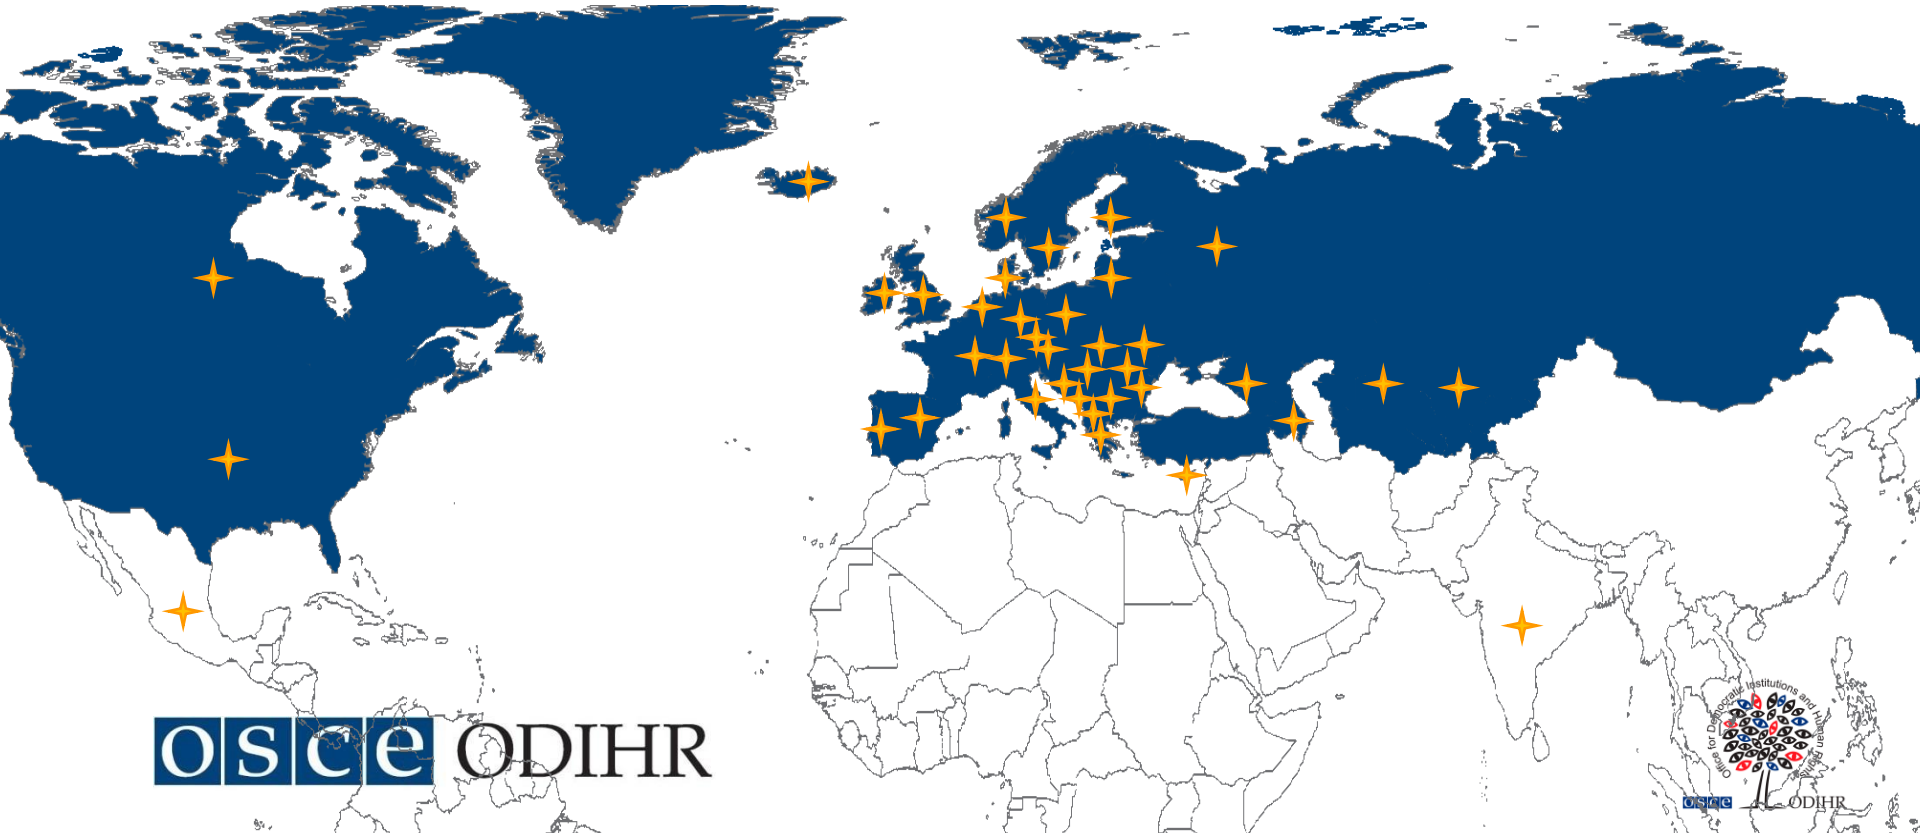 osce ODIHR
Office for Democratic Institutions and Human Rights
osce ODIHR